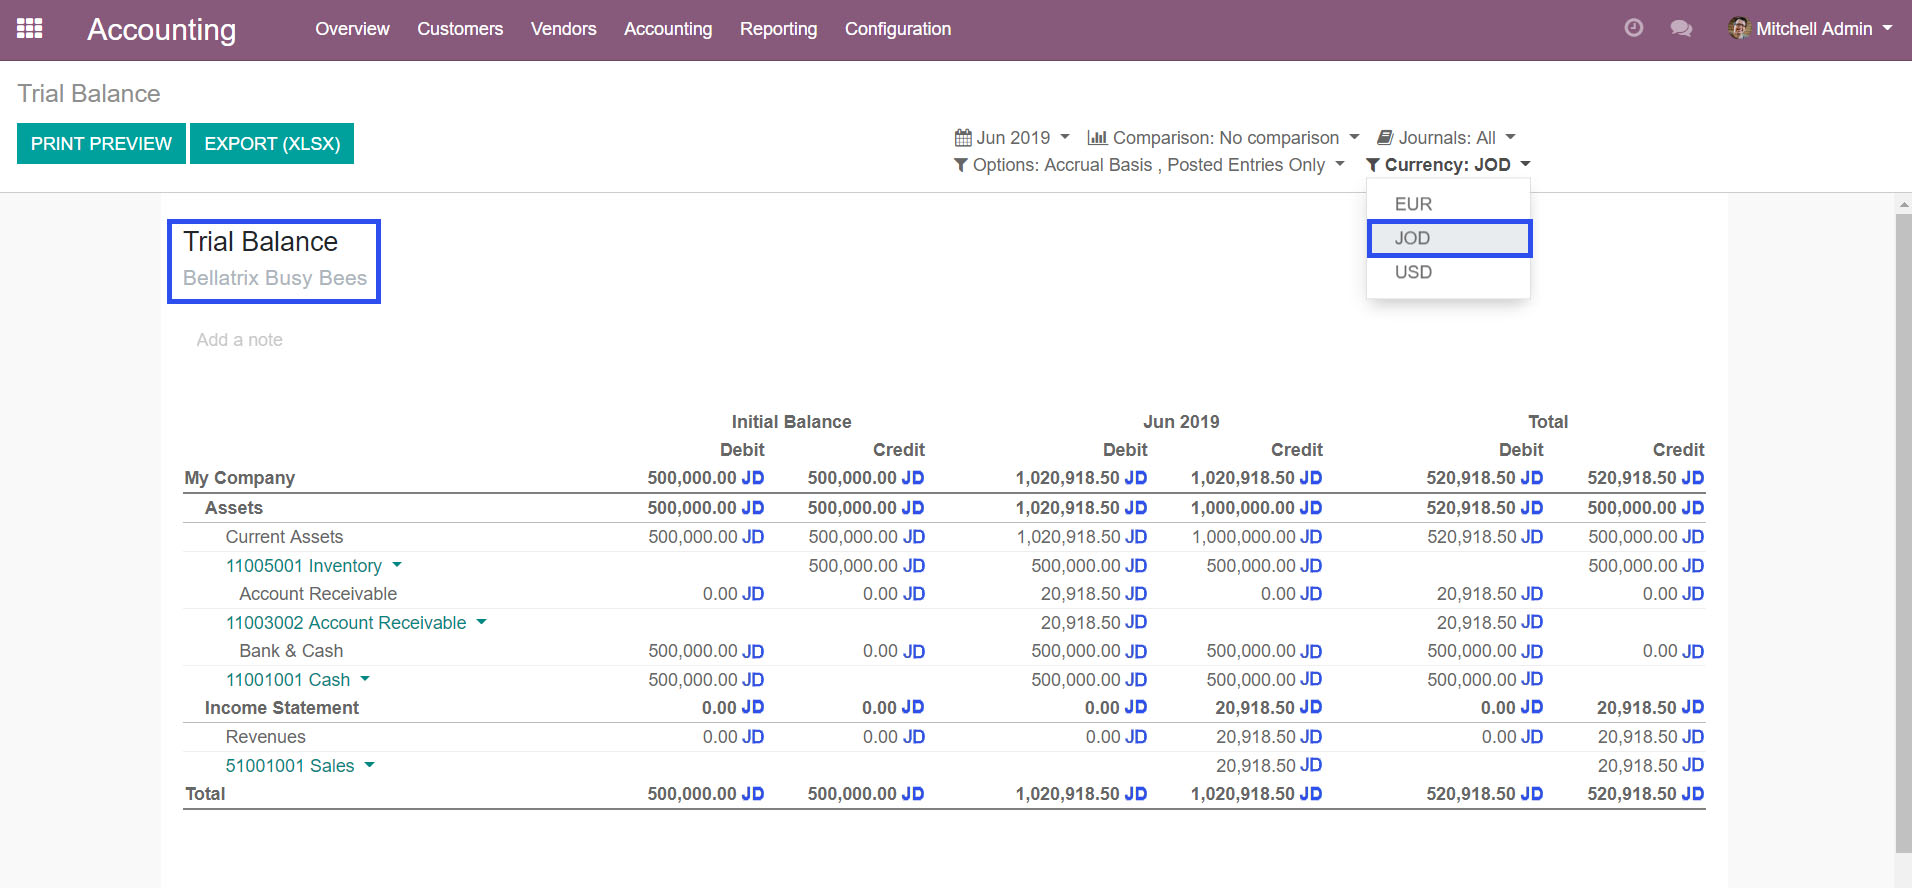 Accounting Overview Customers Vendors Accounting Reporting Configuration Mitchell Admin
Trial Balance
PRINT PREVIEW EXPORT (XLSX)
Jun 2019 Comparison: No comparison Journals: All
Options: Accrual Basis , Posted Entries Only Currency: JOD
EUR
JOD
USD
Trial Balance
Bellatrix Busy Bees
Add a note
Initial Balance Jun 2019 Total
Debit Credit Debit Credit Debit Credit
My Company 500,000.00 JD 500,000.00 JD 1,020,918.50 JD 1,020,918.50 JD 520,918.50 JD 520,918.50 JD
Assets 500,000.00 JD 500,000.00 JD 1,020,918.50 JD 1,000,000.00 JD 520,918.50 JD 500,000.00 JD
Current Assets 500,000.00 JD 500,000.00 JD 1,020,918.50 JD 1,000,000.00 JD 520,918.50 JD 500,000.00 JD
11005001 Inventory 500,000.00 JD 500,000.00 JD 500,000.00 JD 500,000.00 JD
Account Receivable 0.00 JD 0.00 JD 20,918.50 JD 0.00 JD 20,918.50 JD 0.00 JD
11003002 Account Receivable 20,918.50 JD 20,918.50 JD
Bank & Cash 500,000.00 JD 0.00 JD 500,000.00 JD 500,000.00 JD 500,000.00 JD 0.00 JD
11001001 Cash 500,000.00 JD 500,000.00 JD 500,000.00 JD 500,000.00 JD
Income Statement 0.00 JD 0.00 JD 0.00 JD 20,918.50 JD 0.00 JD 20,918.50 JD
Revenues 0.00 JD 0.00 JD 0.00 JD 20,918.50 JD 0.00 JD 20,918.50 JD
51001001 Sales 20,918.50 JD 20,918.50 JD
Total 500,000.00 JD 500,000.00 JD 1,020,918.50 JD 1,020,918.50 JD 520,918.50 JD 520,918.50 JD